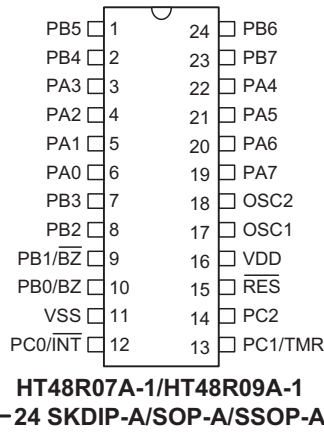 PB5 1 24 PB6
PB4 2 23 PB7
PA3 3 22 PA4
PA2 4 21 PA5
PA1 5 20 PA6
PA0 6 19 PA7
PB3 7 18 OSC2
PB2 8 17 OSC1
PB1/B̅Z̅ 9 16 VDD
PB0/BZ 10 15 R̅E̅S̅
VSS 11 14 PC2
PC0/I̅N̅T̅ 12 13 PC1/TMR
HT48R07A-1/HT48R09A-1
–24 SKDIP-A/SOP-A/SSOP-A